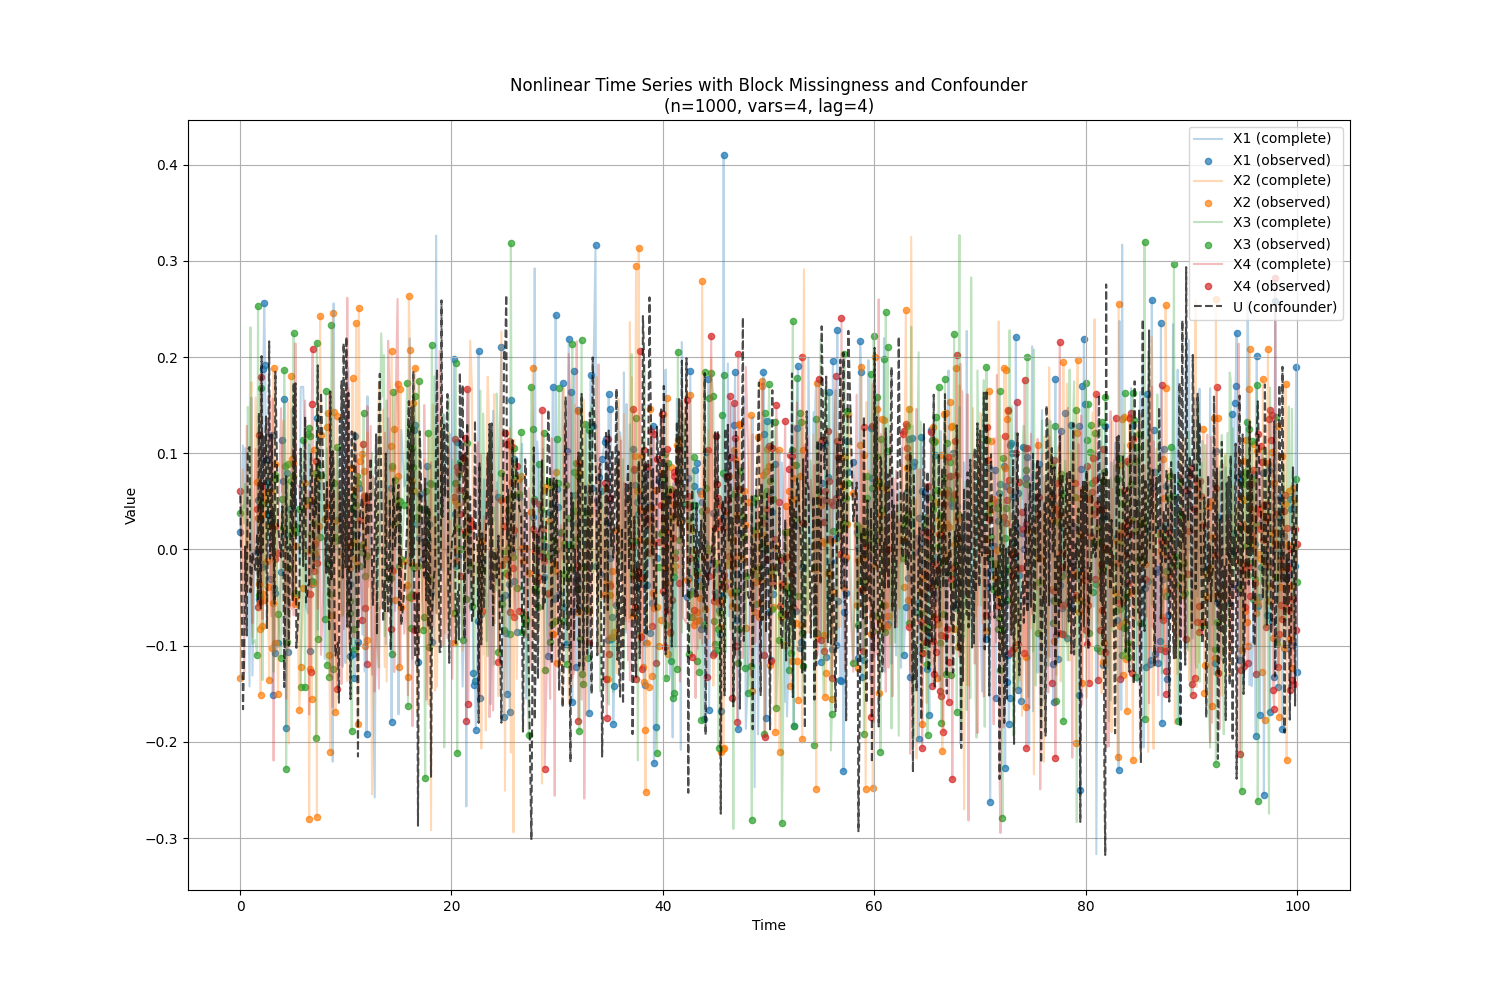 Nonlinear Time Series with Block Missingness and Confounder
(n=1000, vars=4, lag=4)
X1 (complete)
X1 (observed)
X2 (complete)
X2 (observed)
X3 (complete)
X3 (observed)
X4 (complete)
X4 (observed)
U (confounder)
0.4
0.3
0.2
0.1
0.0
−0.1
−0.2
−0.3
Value
0 20 40 60 80 100
Time